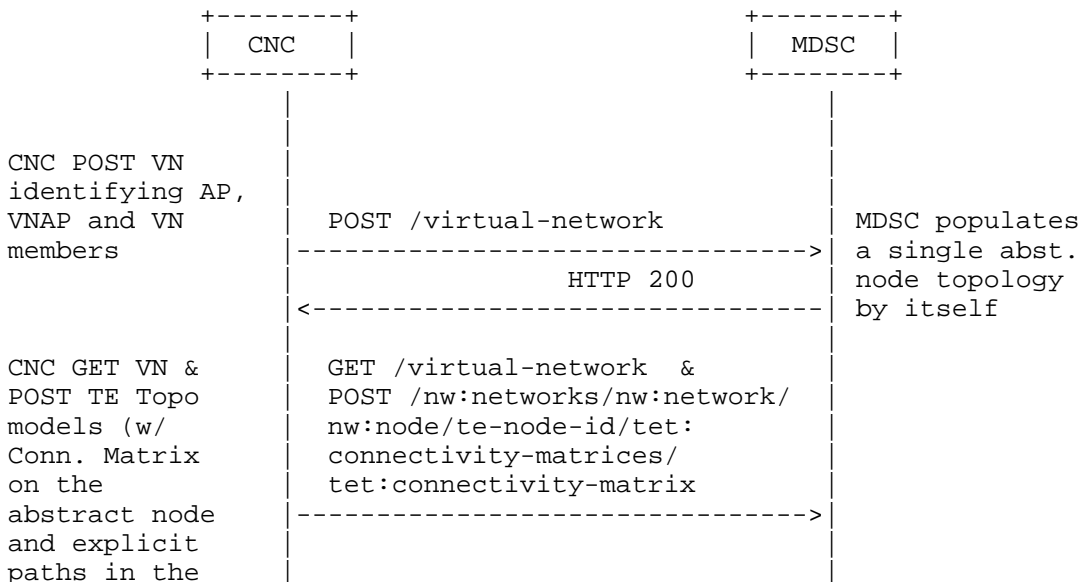 +--------+                         +--------+
                     |  CNC   |                         |  MDSC  |
                     +--------+                         +--------+
                          |                                  |
                          |                                  |
CNC POST VN               |                                  |
identifying AP,           |                                  |
VNAP and VN               |  POST /virtual-network           | MDSC populates
members                   |--------------------------------->| a single abst.
                          |                 HTTP 200         | node topology
                          |<---------------------------------| by itself
                          |                                  |
CNC GET VN &              |  GET /virtual-network  &         |
POST TE Topo              |  POST /nw:networks/nw:network/   |
models (w/                |  nw:node/te-node-id/tet:         |
Conn. Matrix              |  connectivity-matrices/          |
on the                    |  tet:connectivity-matrix         |
abstract node             |--------------------------------->|
and explicit              |                                  |
paths in the              |                                  |